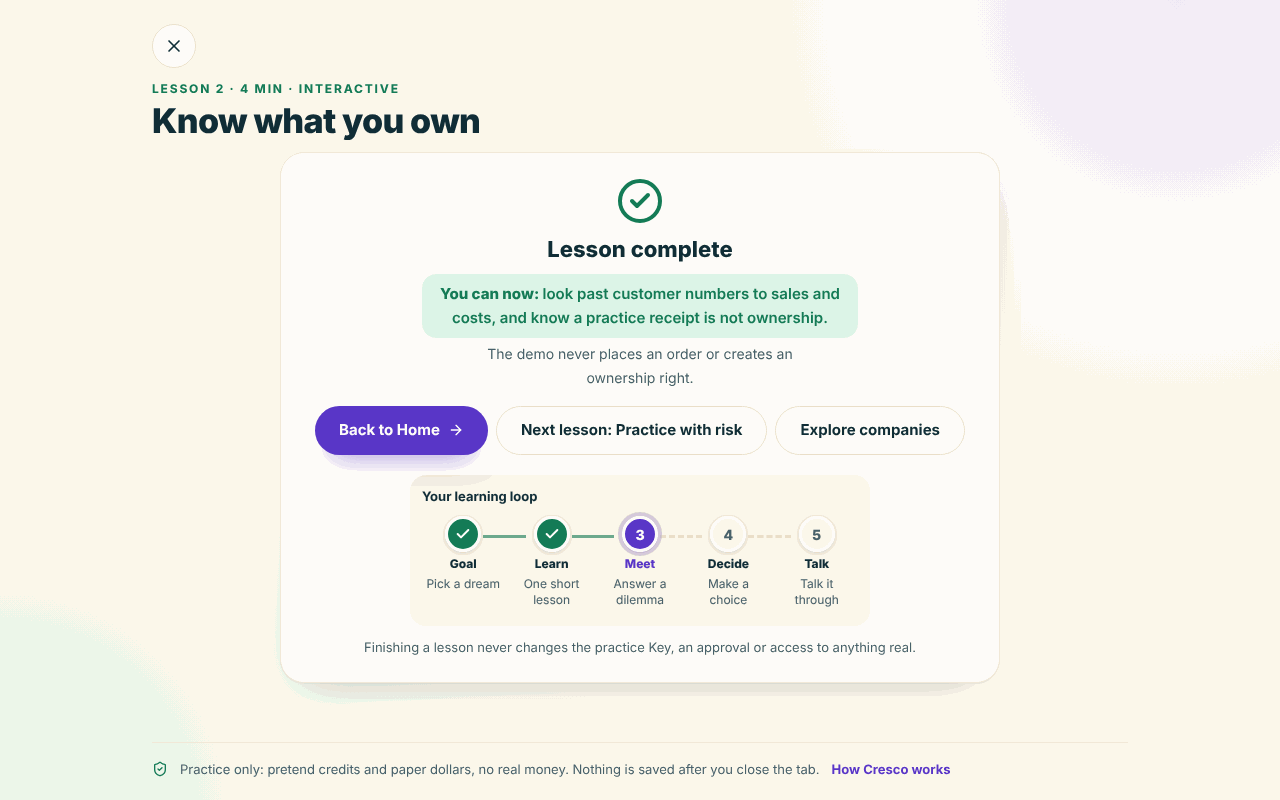 LESSON 2 · 4 MIN · INTERACTIVE
Know what you own
Lesson complete
You can now: look past customer numbers to sales and
costs, and know a practice receipt is not ownership.
The demo never places an order or creates an
ownership right.
Back to Home
Next lesson: Practice with risk
Explore companies
Your learning loop
3
4
5
Goal
Learn
Meet
Decide
Talk
Pick a dream
One short
lesson
Answer a
dilemma
Make a
choice
Talk it
through
Finishing a lesson never changes the practice Key, an approval or access to anything real.
Practice only: pretend credits and paper dollars, no real money. Nothing is saved after you close the tab. How Cresco works